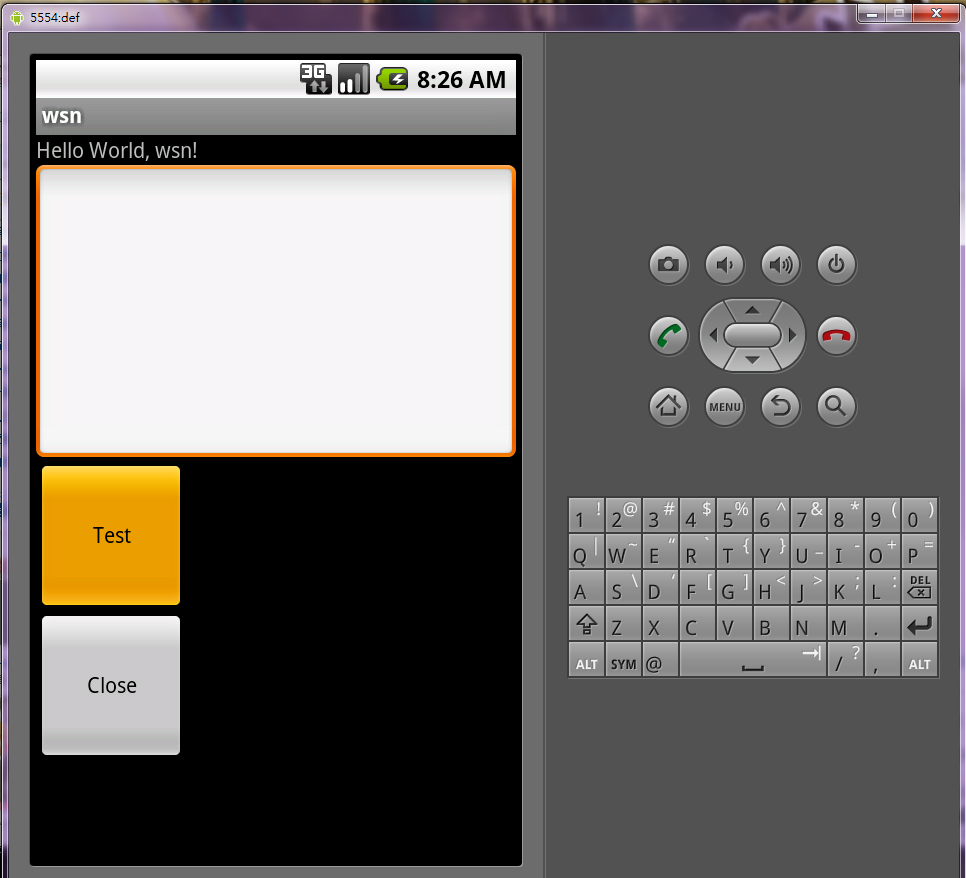 5554:def
3G 8:26 AM
wsn
Hello World, wsn!
Test
Close
MENU
1 ! 2 @ 3 # 4 $ 5 % 6 ^ 7 & 8 * 9 ( 0 )
Q | W ~ E “ R ` T { Y } U _ I - O + P =
A S \ D ‘ F [ G ] H < J > K ; L : DEL
Z X C V B N M .
ALT SYM @ / ? , ALT